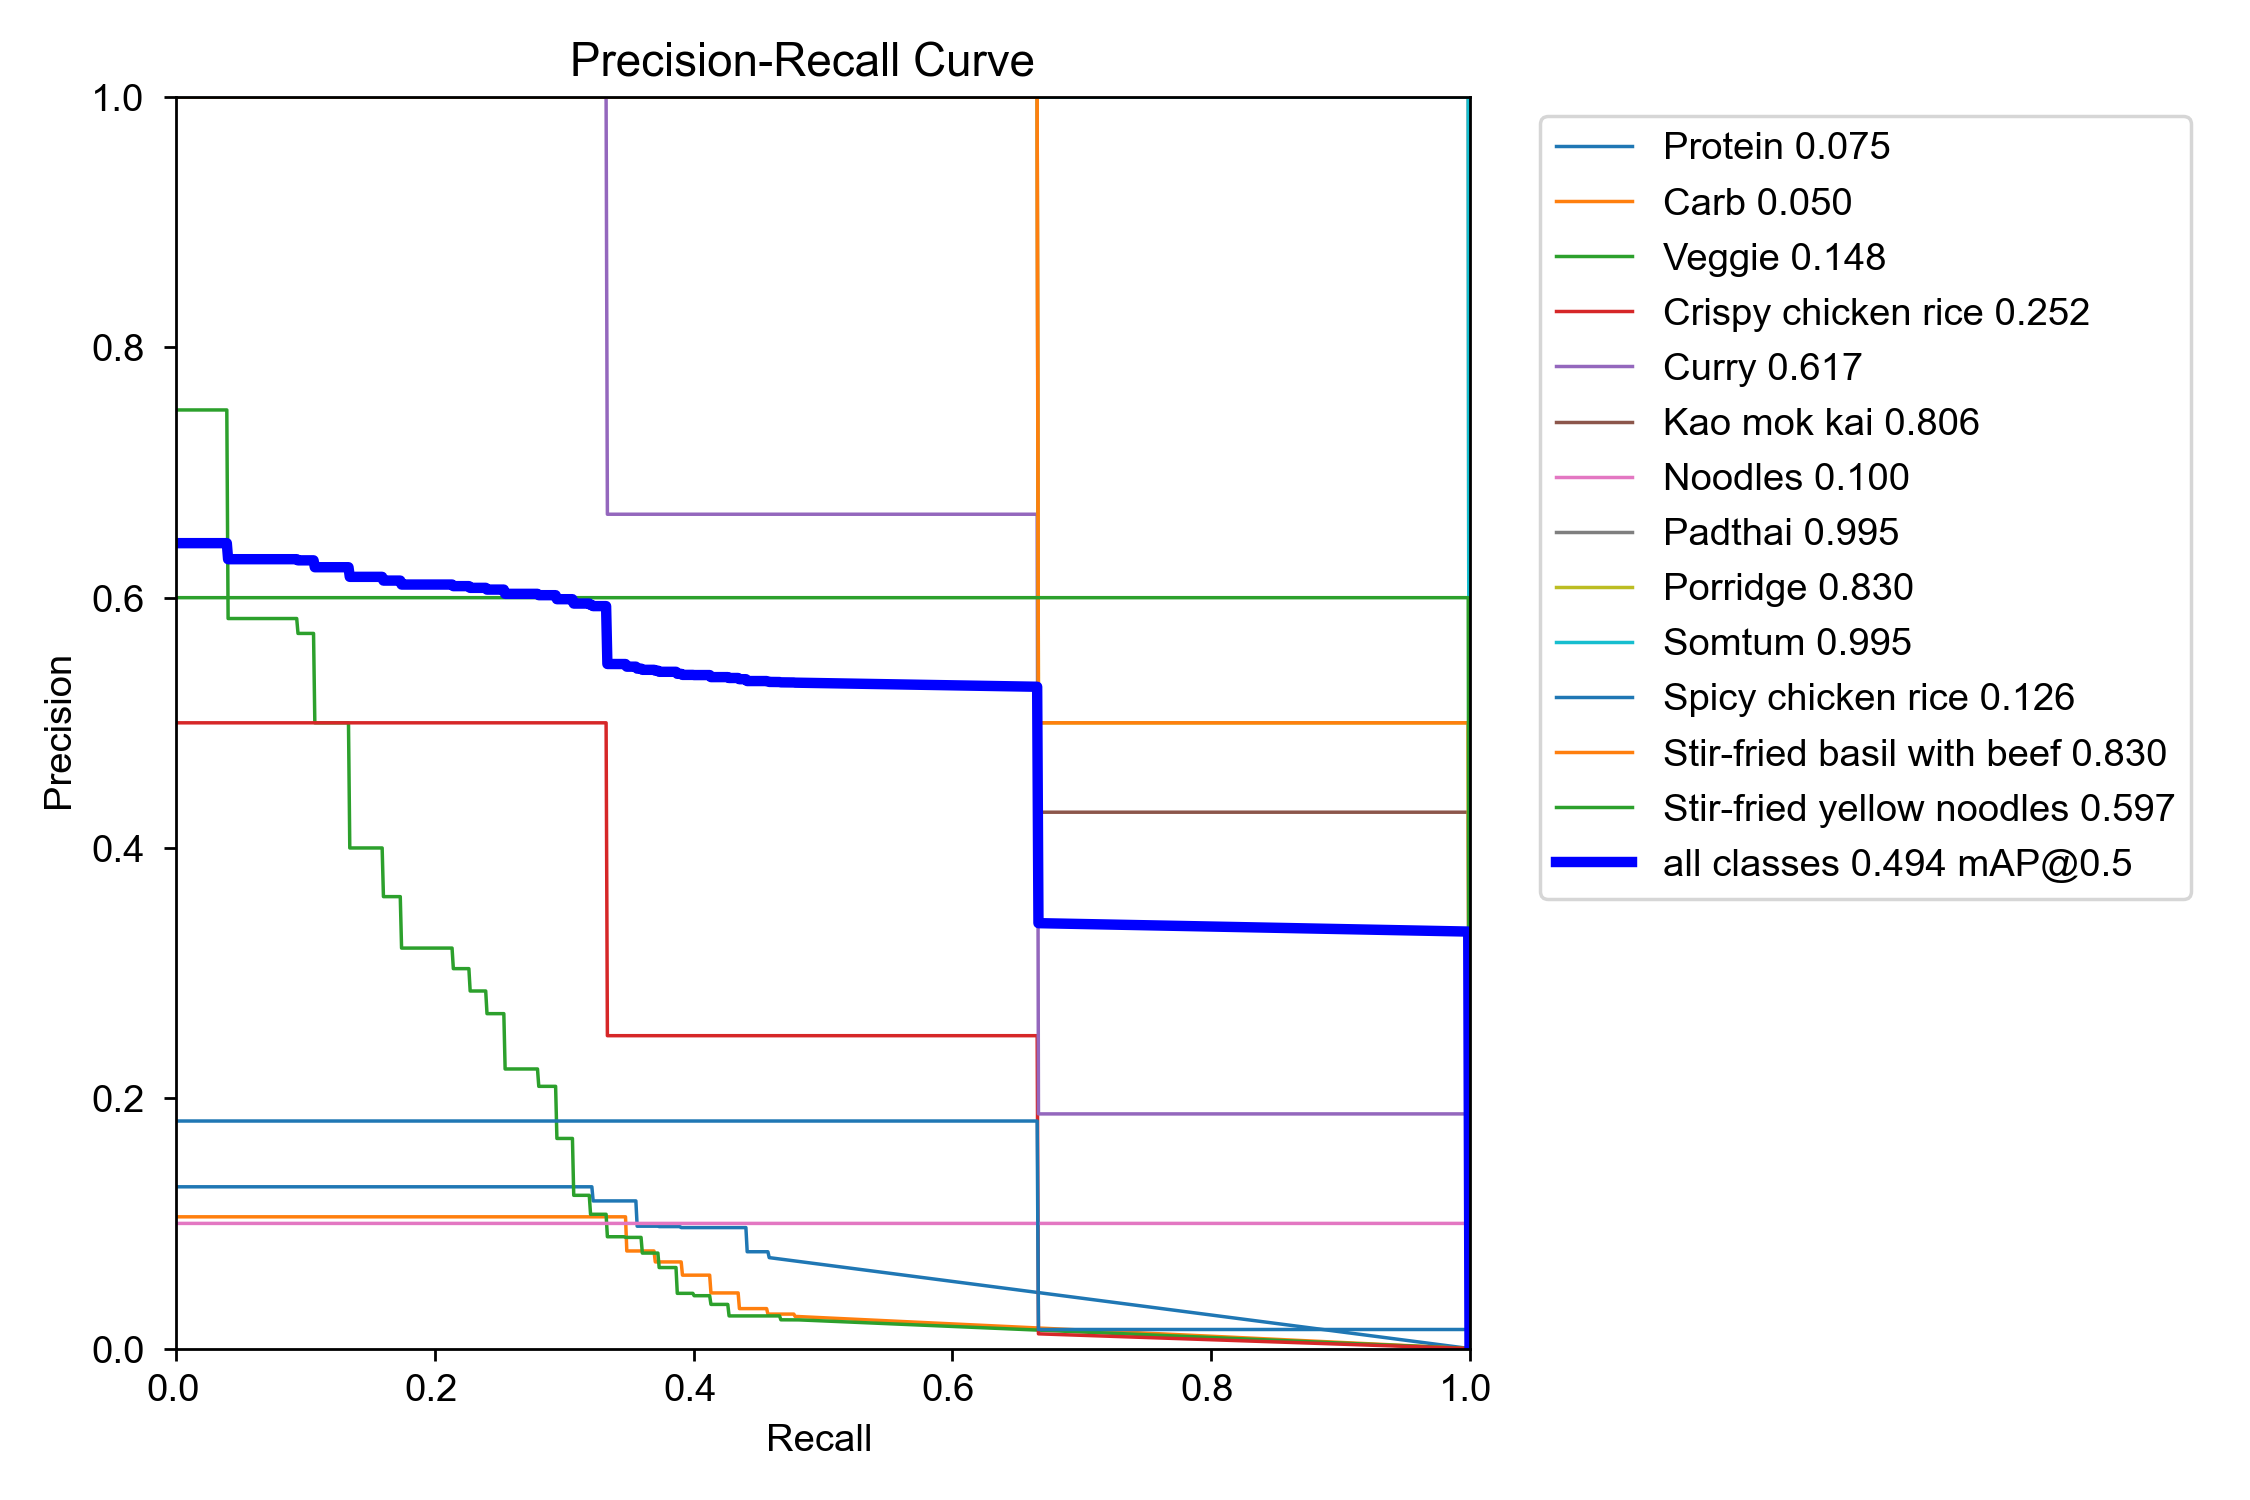 Precision-Recall Curve
1.0
0.8
0.6
0.4
0.2
0.0
Precision
0.0 0.2 0.4 0.6 0.8 1.0
Recall
Protein 0.075
Carb 0.050
Veggie 0.148
Crispy chicken rice 0.252
Curry 0.617
Kao mok kai 0.806
Noodles 0.100
Padthai 0.995
Porridge 0.830
Somtum 0.995
Spicy chicken rice 0.126
Stir-fried basil with beef 0.830
Stir-fried yellow noodles 0.597
all classes 0.494 mAP@0.5